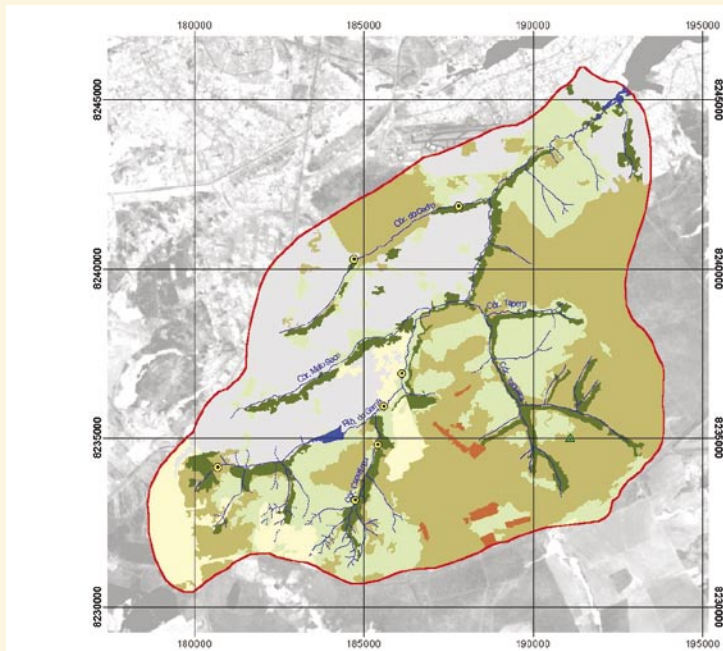 180000 185000 190000 195000
8245000 8245000
Cór. do Cedro
8240000 8240000
Cór. Tapera
Cór. Mato Seco
Rib. do Gama
8235000 8235000
8230000 8230000
180000 185000 190000 195000